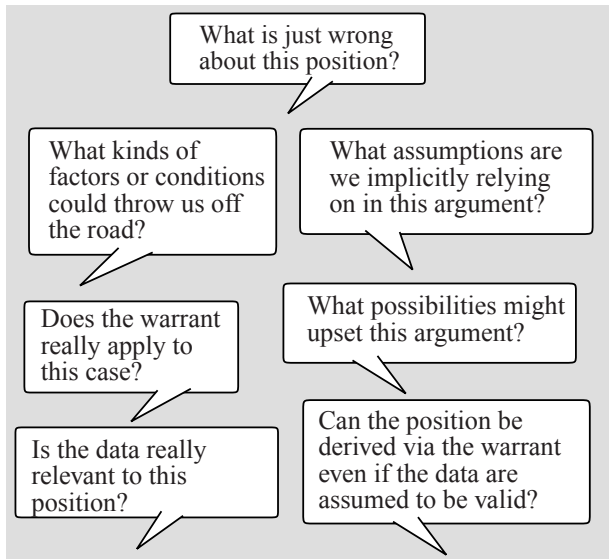 What is just wrong
about this position?
What kinds of
factors or conditions
could throw us off
the road?
What assumptions are
we implicitly relying
on in this argument?
Does the warrant
really apply to
this case?
What possibilities might
upset this argument?
Is the data really
relevant to this
position?
Can the position be
derived via the warrant
even if the data are
assumed to be valid?